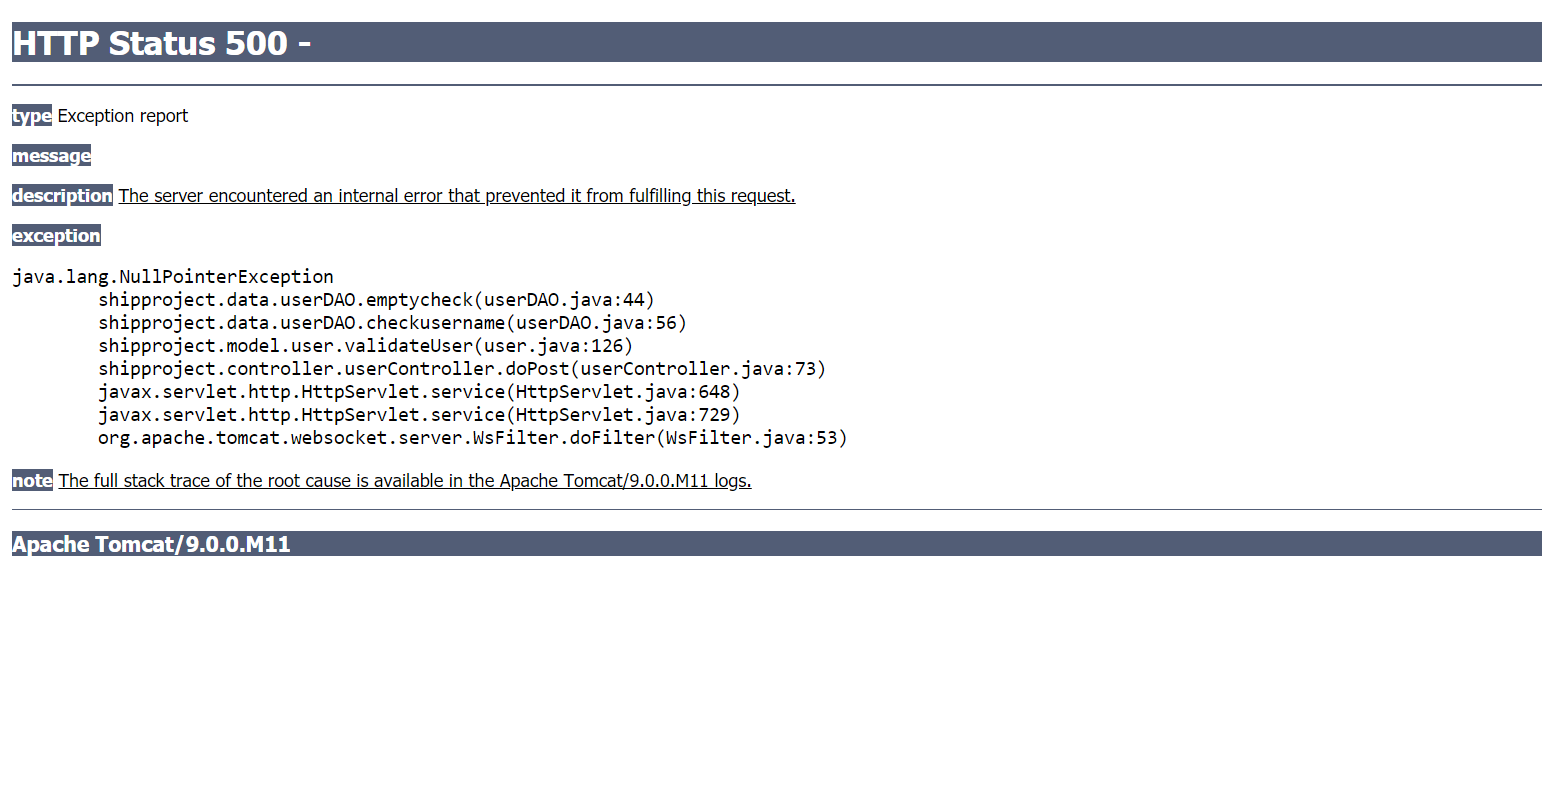 HTTP Status 500 -
type Exception report
message
description The server encountered an internal error that prevented it from fulfilling this request.
exception
java.lang.NullPointerException
	shipproject.data.userDAO.emptycheck(userDAO.java:44)
	shipproject.data.userDAO.checkusername(userDAO.java:56)
	shipproject.model.user.validateUser(user.java:126)
	shipproject.controller.userController.doPost(userController.java:73)
	javax.servlet.http.HttpServlet.service(HttpServlet.java:648)
	javax.servlet.http.HttpServlet.service(HttpServlet.java:729)
	org.apache.tomcat.websocket.server.WsFilter.doFilter(WsFilter.java:53)
note The full stack trace of the root cause is available in the Apache Tomcat/9.0.0.M11 logs.
Apache Tomcat/9.0.0.M11